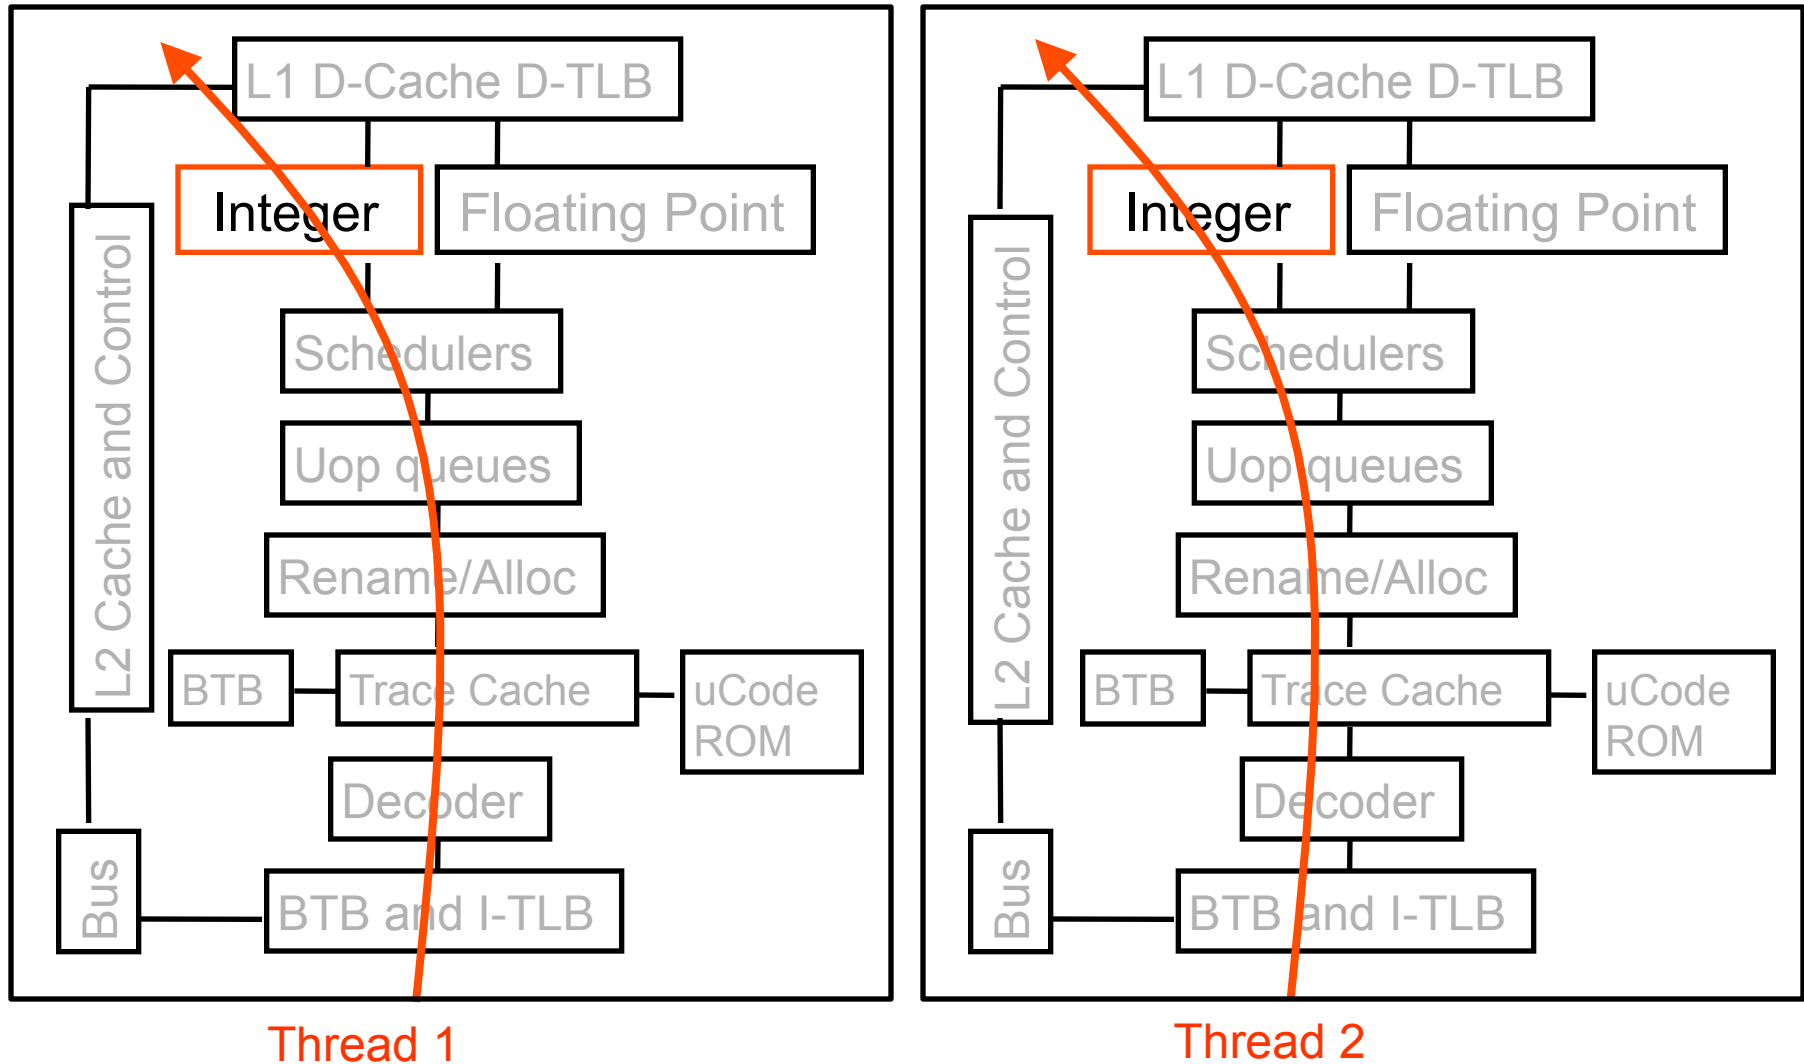 L1 D-Cache D-TLB
Integer
Floating Point
L2 Cache and Control
Schedulers
Uop queues
Rename/Alloc
BTB
Trace Cache
uCode
ROM
Decoder
Bus
BTB and I-TLB
Thread 1
L1 D-Cache D-TLB
Integer
Floating Point
L2 Cache and Control
Schedulers
Uop queues
Rename/Alloc
BTB
Trace Cache
uCode
ROM
Decoder
Bus
BTB and I-TLB
Thread 2